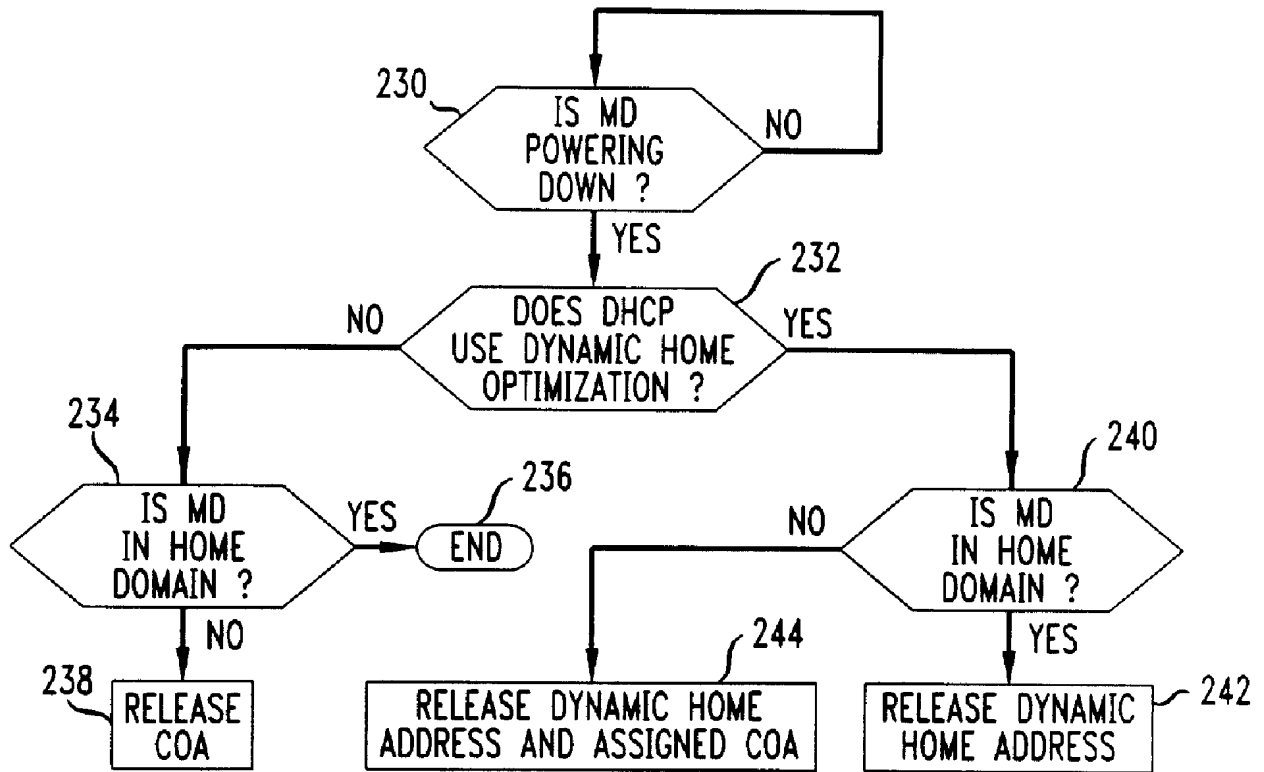 230
IS MD
POWERING
DOWN ?
NO
YES
232
DOES DHCP
USE DYNAMIC HOME
OPTIMIZATION ?
NO
YES
234
IS MD
IN HOME
DOMAIN ?
YES
236
END
NO
238
RELEASE
COA
240
IS MD
IN HOME
DOMAIN ?
NO
YES
244
RELEASE DYNAMIC HOME
ADDRESS AND ASSIGNED COA
242
RELEASE DYNAMIC
HOME ADDRESS